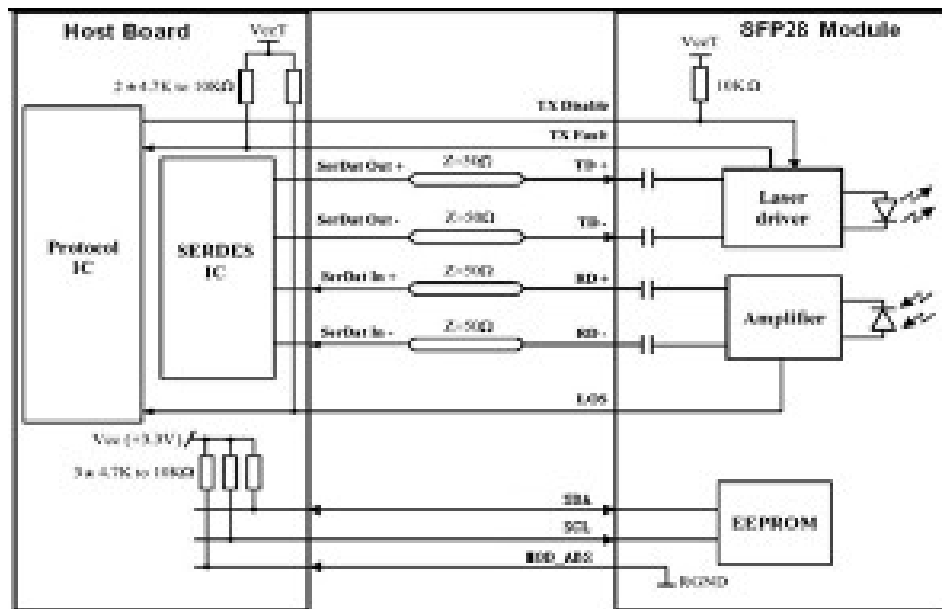 Host Board
SFP28 Module
VccT
VccT
2 * 4.7K to 10KΩ
10KΩ
TX Disable
TX Fault
SerDat Out +
Z=50Ω
TD +
SerDat Out -
Z=50Ω
TD -
Laser driver
Protocol IC
SERDES IC
SerDat In +
Z=50Ω
RD +
SerDat In -
Z=50Ω
RD -
Amplifier
LOS
Vcc (+3.3V)
3 * 4.7K to 10KΩ
SDA
SCL
MOD_ABS
EEPROM
RGND